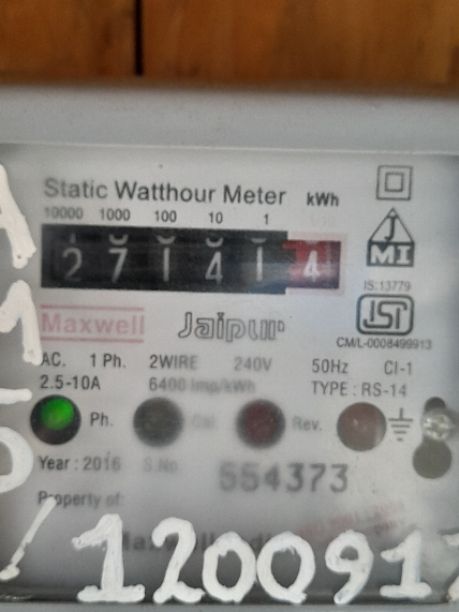 Static Watthour Meter kWh
10000 1000 100 10 1
2 7 1 4 1 4
J
MI
IS:13779
Maxwell Jaipur
ISI
CM/L-0008499913
AC. 1 Ph. 2WIRE 240V 50Hz CI-1
2.5-10A 6400 Imp/kWh TYPE : RS-14
Ph. Cal. Rev.
Year : 2016 S.No. 554373
Property of:
1200917